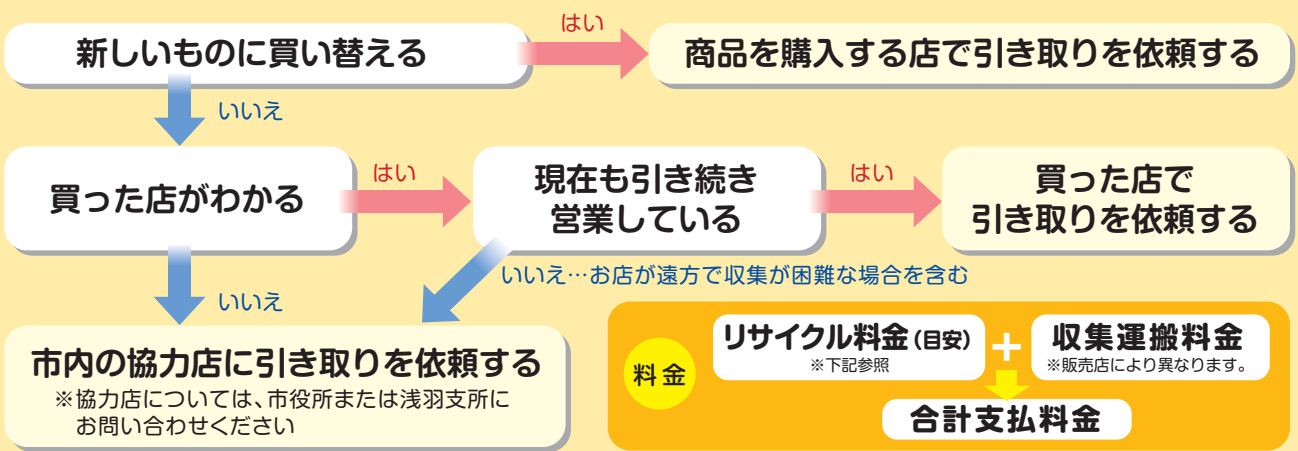 はい
新しいものに買い替える
商品を購入する店で引き取りを依頼する
いいえ
買った店がわかる
はい
現在も引き続き
営業している
はい
買った店で
引き取りを依頼する
いいえ…お店が遠方で収集が困難な場合を含む
いいえ
市内の協力店に引き取りを依頼する
※協力店については、市役所または浅羽支所に
お問い合わせください
料金
リサイクル料金(目安)
※下記参照
+
収集運搬料金
※販売店により異なります。
合計支払料金